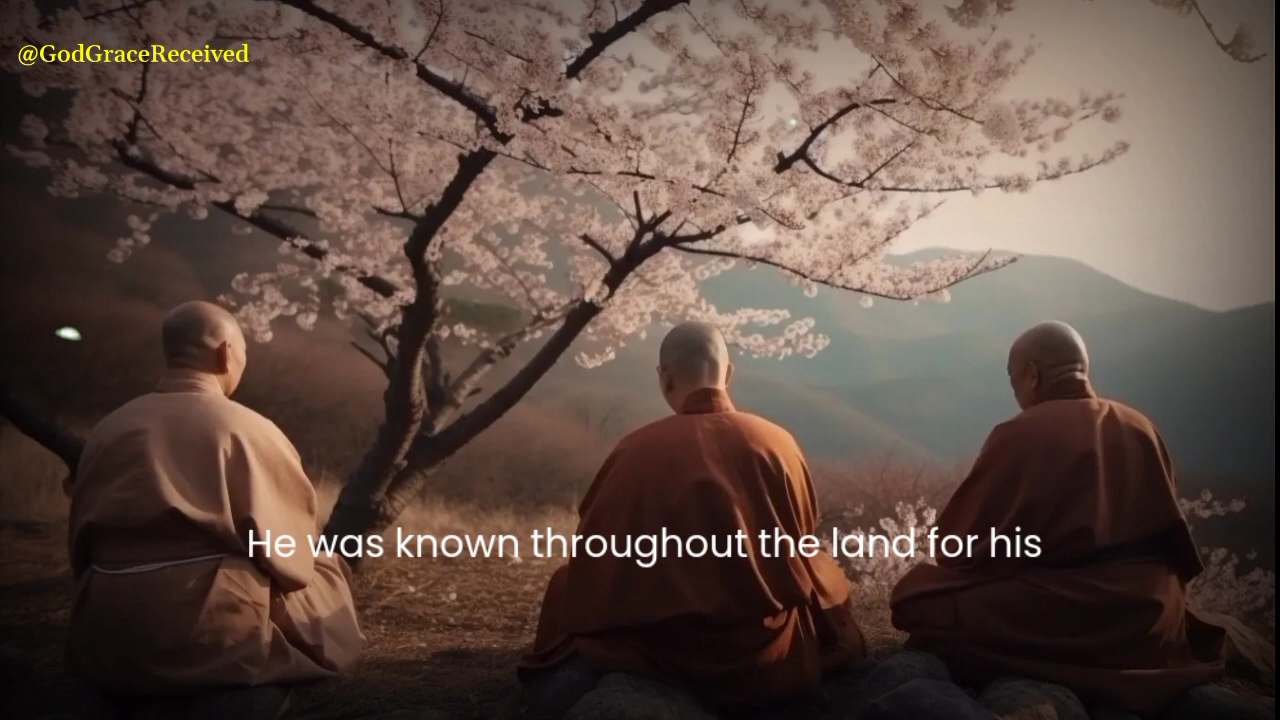 @GodGraceReceived
He was known throughout the land for his